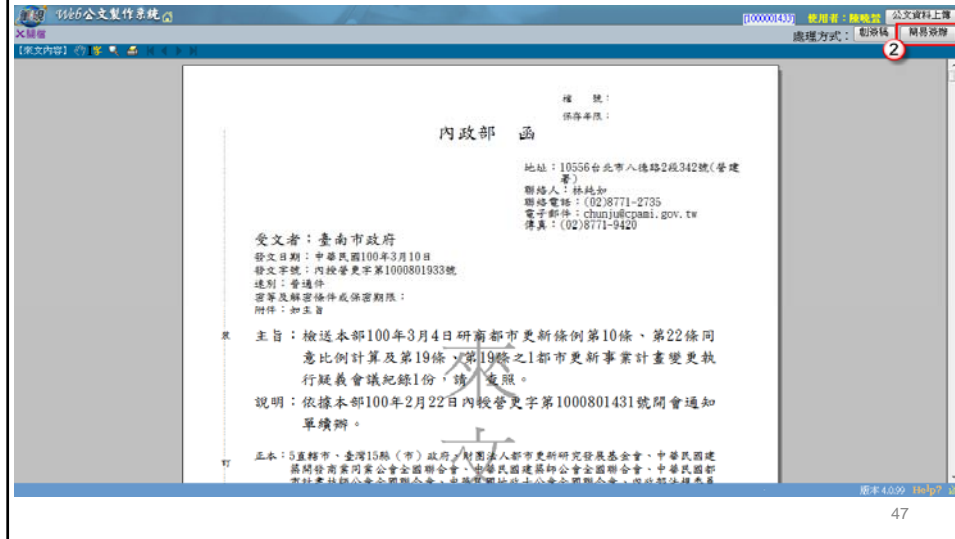 Web公文製作系統
[1000001435] 使用者：陳曉螢 公文資料上傳
X關檔
處理方式： 創簽稿 簡易簽辦
2
【來文內容】
檔　號：
保存年限：
內政部　函
地址：10556台北市八德路2段342號(營建
署)
聯絡人：林純如
聯絡電話：(02)8771-2735
電子郵件：chunju@cpami.gov.tw
傳真：(02)8771-9420
受文者：臺南市政府
發文日期：中華民國100年3月10日
發文字號：內授營更字第1000801933號
速別：普通件
密等及解密條件或保密期限：
附件：如主旨
裝
主旨：檢送本部100年3月4日研商都市更新條例第10條、第22條同
意比例計算及第19條、第19條之1都市更新事業計畫變更執
行疑義會議紀錄1份，請　查照。
說明：依據本部100年2月22日內授營更字第1000801431號開會通知
單續辦。
來文
訂
正本：5直轄市、臺灣15縣（市）政府、財團法人都市更新研究發展基金會、中華民國建
築開發商業同業公會全國聯合會、中華民國建築師公會全國聯合會、中華民國都
版本4.0.99 Help?
47